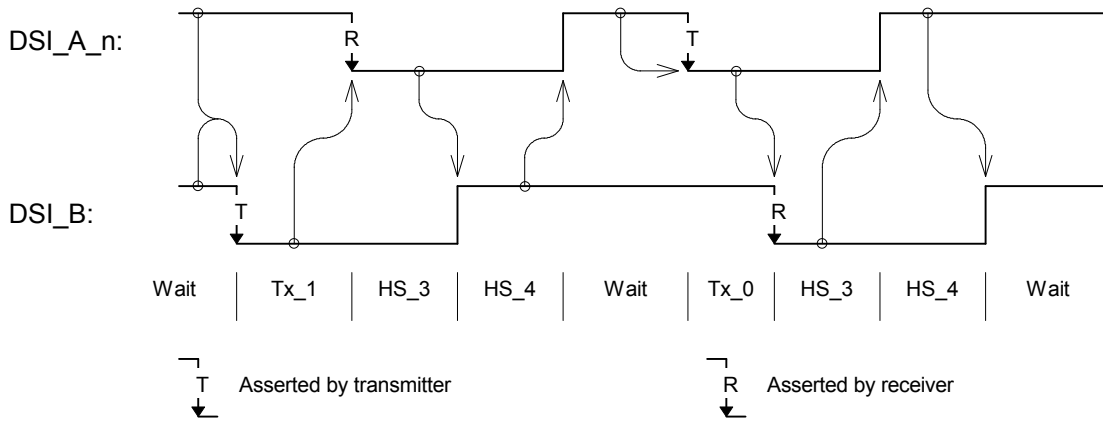 DSI_A_n:
R
T
DSI_B:
T
R
Wait Tx_1 HS_3 HS_4 Wait Tx_0 HS_3 HS_4 Wait
T Asserted by transmitter
R Asserted by receiver